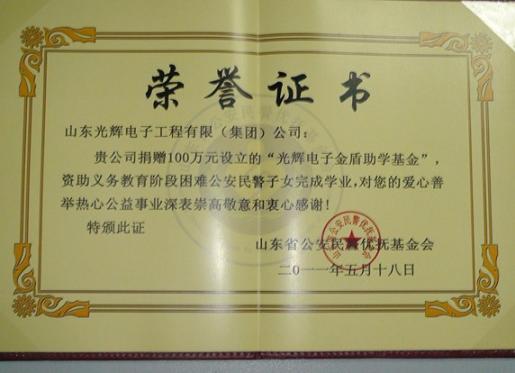 荣誉证书
山东光辉电子工程有限（集团）公司：
贵公司捐赠100万元设立的“光辉电子金盾助学基金”，
资助义务教育阶段困难公安民警子女完成学业，对您的爱心善
举热心公益事业深表崇高敬意和衷心感谢！
特颁此证
山东省公安民警优抚基金会
二〇一一年五月十八日